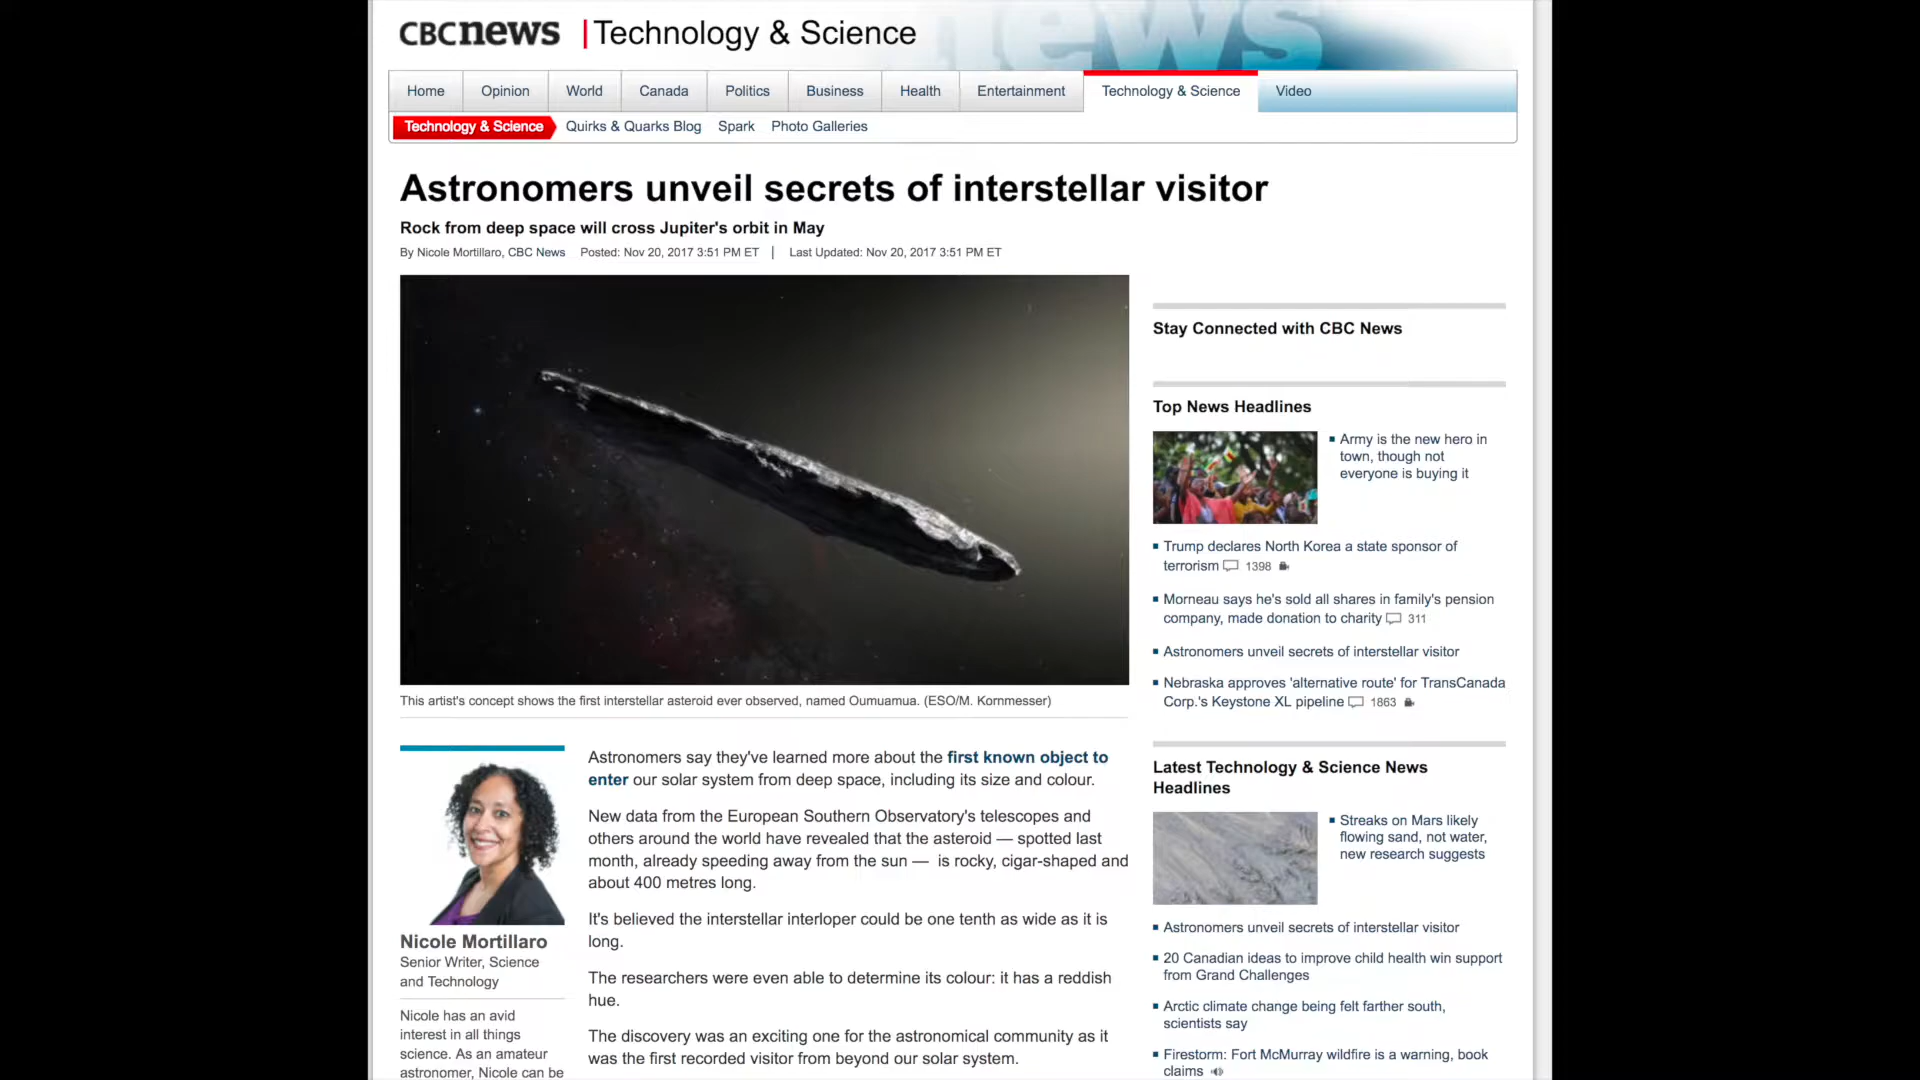 CBCnews | Technology & Science
news
Home Opinion World Canada Politics Business Health Entertainment Technology & Science Video
Technology & Science Quirks & Quarks Blog Spark Photo Galleries
Astronomers unveil secrets of interstellar visitor
Rock from deep space will cross Jupiter's orbit in May
By Nicole Mortillaro, CBC News Posted: Nov 20, 2017 3:51 PM ET | Last Updated: Nov 20, 2017 3:51 PM ET
This artist's concept shows the first interstellar asteroid ever observed, named Oumuamua. (ESO/M. Kornmesser)
Nicole Mortillaro
Senior Writer, Science
and Technology
Nicole has an avid
interest in all things
science. As an amateur
astronomer, Nicole can be
Astronomers say they've learned more about the first known object to
enter our solar system from deep space, including its size and colour.
New data from the European Southern Observatory's telescopes and
others around the world have revealed that the asteroid — spotted last
month, already speeding away from the sun — is rocky, cigar-shaped and
about 400 metres long.
It's believed the interstellar interloper could be one tenth as wide as it is
long.
The researchers were even able to determine its colour: it has a reddish
hue.
The discovery was an exciting one for the astronomical community as it
was the first recorded visitor from beyond our solar system.
Stay Connected with CBC News
Top News Headlines
Army is the new hero in
town, though not
everyone is buying it
Trump declares North Korea a state sponsor of
terrorism 1398
Morneau says he's sold all shares in family's pension
company, made donation to charity 311
Astronomers unveil secrets of interstellar visitor
Nebraska approves 'alternative route' for TransCanada
Corp.'s Keystone XL pipeline 1863
Latest Technology & Science News
Headlines
Streaks on Mars likely
flowing sand, not water,
new research suggests
Astronomers unveil secrets of interstellar visitor
20 Canadian ideas to improve child health win support
from Grand Challenges
Arctic climate change being felt farther south,
scientists say
Firestorm: Fort McMurray wildfire is a warning, book
claims